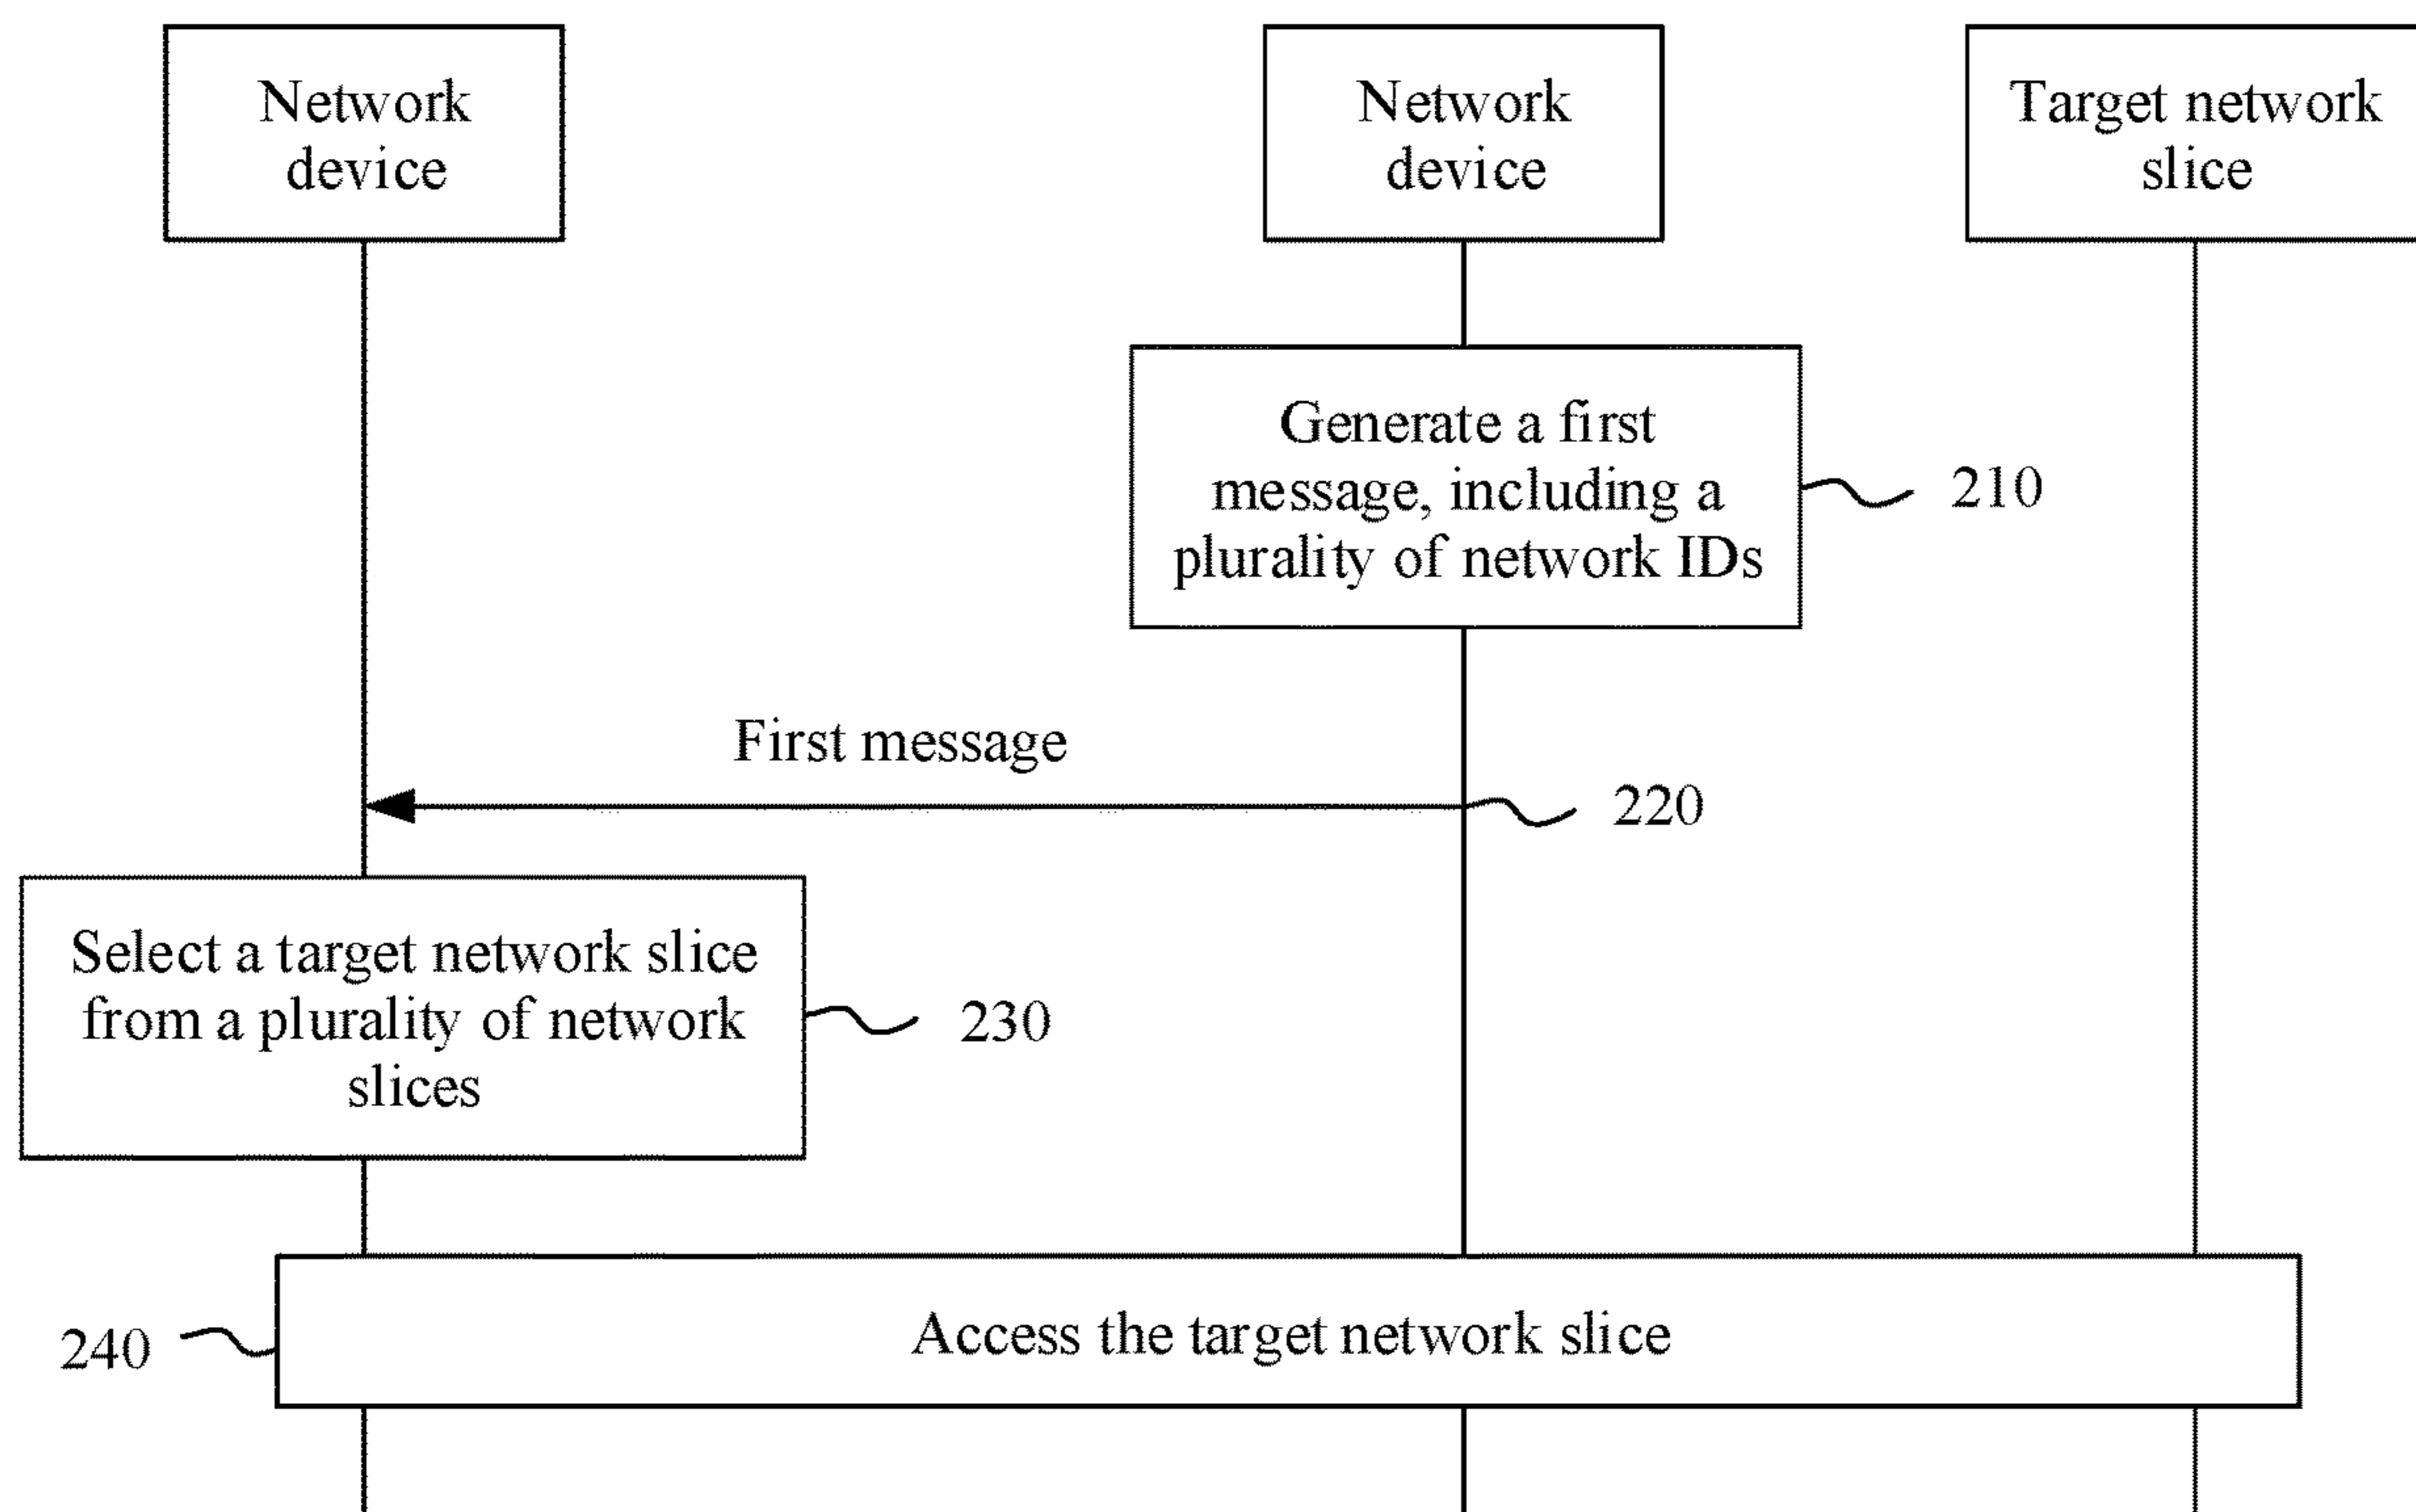 Network
device
Network
device
Target network
slice
Generate a first
message, including a
plurality of network IDs
210
First message
220
Select a target network slice
from a plurality of network
slices
230
Access the target network slice
240